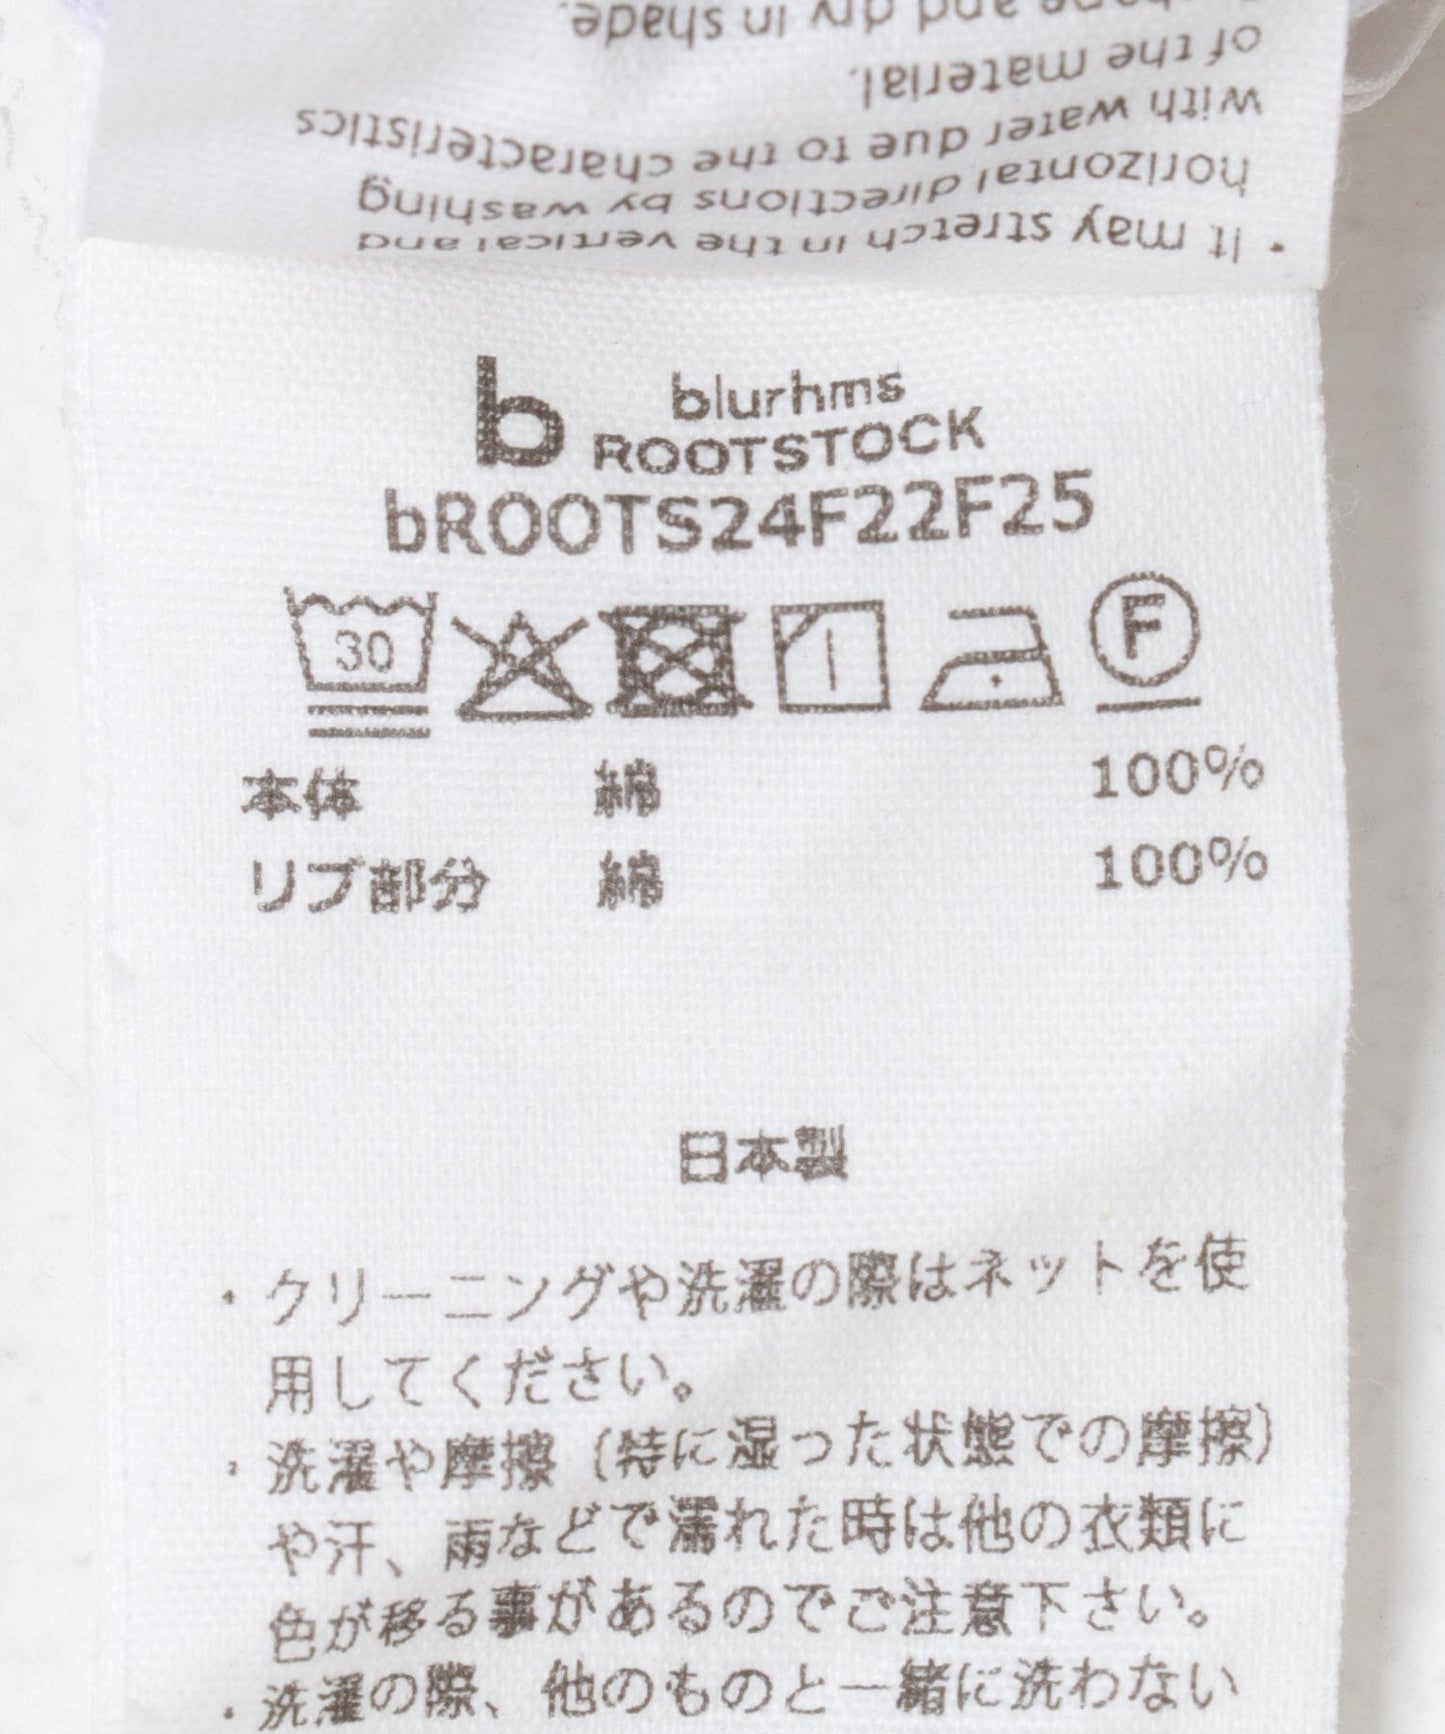 · It may stretch in the vertical and
horizontal directions by washing
with water due to the characteristics
of the material.
and dry in shade.
b
blurhms
ROOTSTOCK
bROOTS24F22F25
30
F
本体 綿 100%
リブ部分 綿 100%
日本製
・クリーニングや洗濯の際はネットを使
用してください。
・洗濯や摩擦（特に湿った状態での摩擦）
や汗、雨などで濡れた時は他の衣類に
色が移る事があるのでご注意下さい。
・洗濯の際、他のものと一緒に洗わない